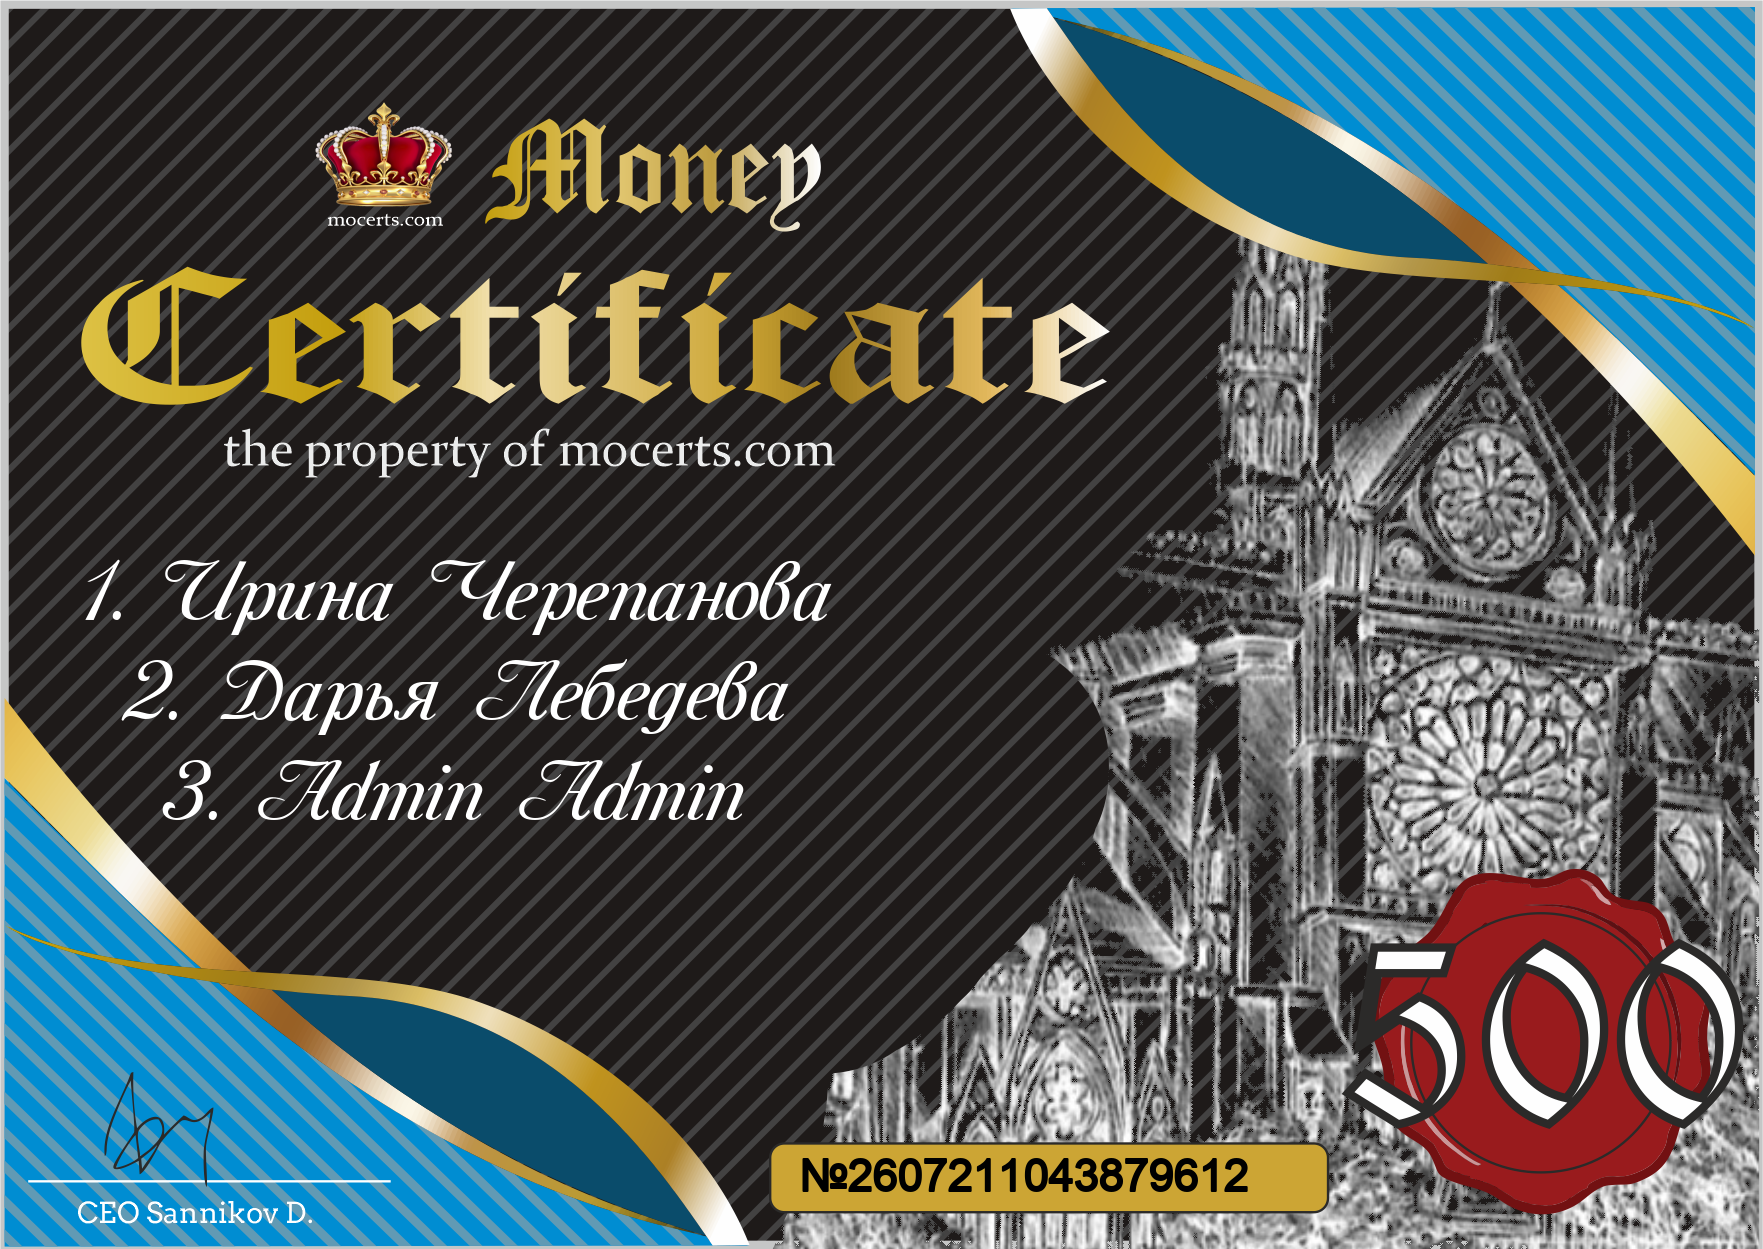 mocerts.com
Money
Certificate
the property of mocerts.com
1. Ирина Черепанова
2. Дарья Лебедева
3. Admin Admin
500
№2607211043879612
CEO Sannikov D.